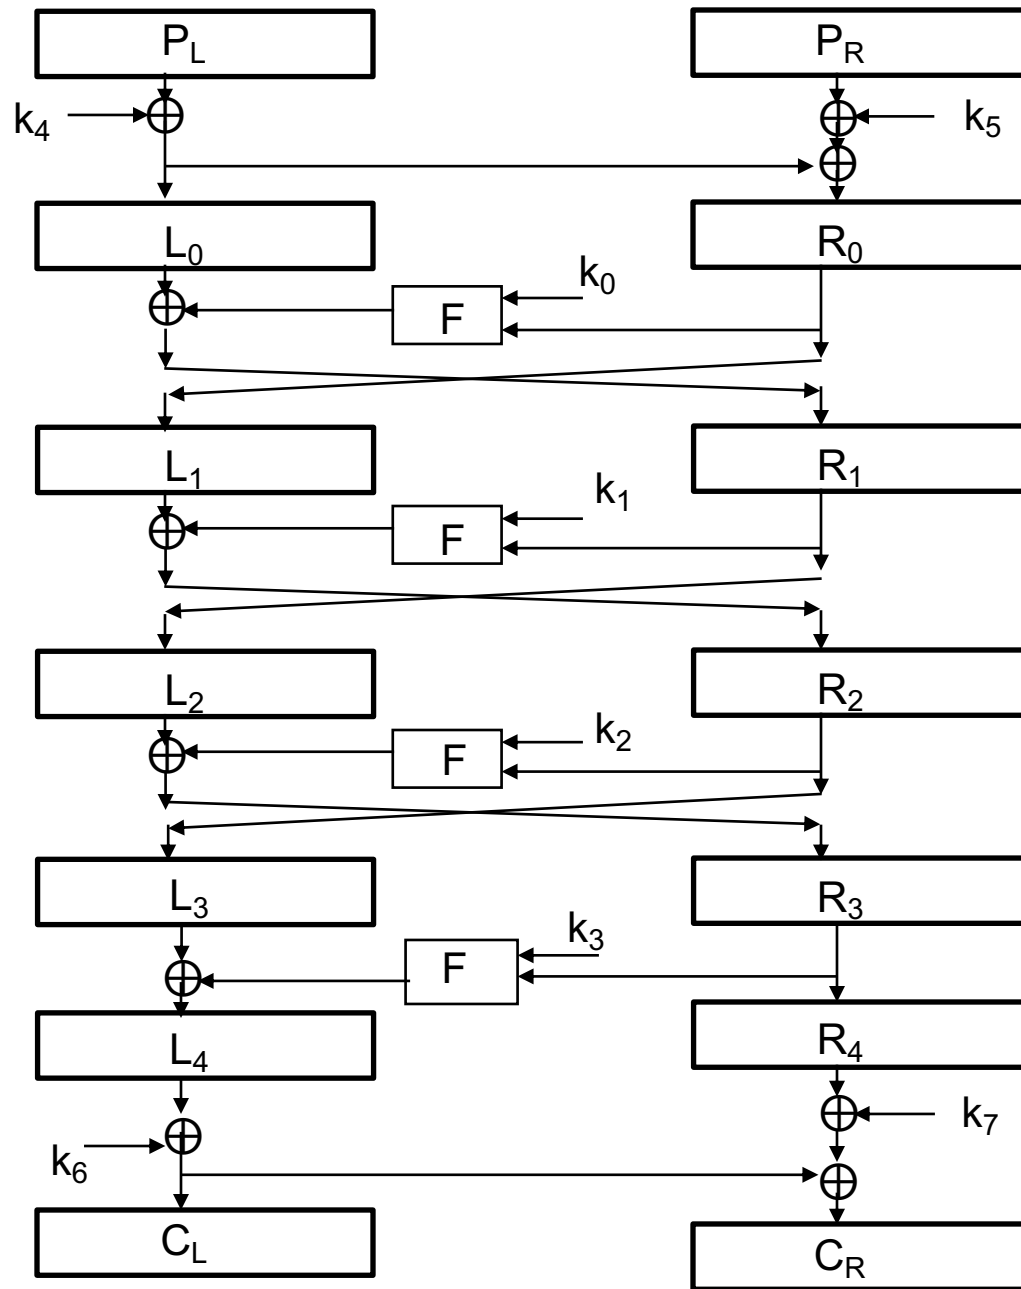 P_L P_R
k_4 k_5
L_0 R_0
k_0
F
L_1 R_1
k_1
F
L_2 R_2
k_2
F
L_3 R_3
k_3
F
L_4 R_4
k_7
k_6
C_L C_R